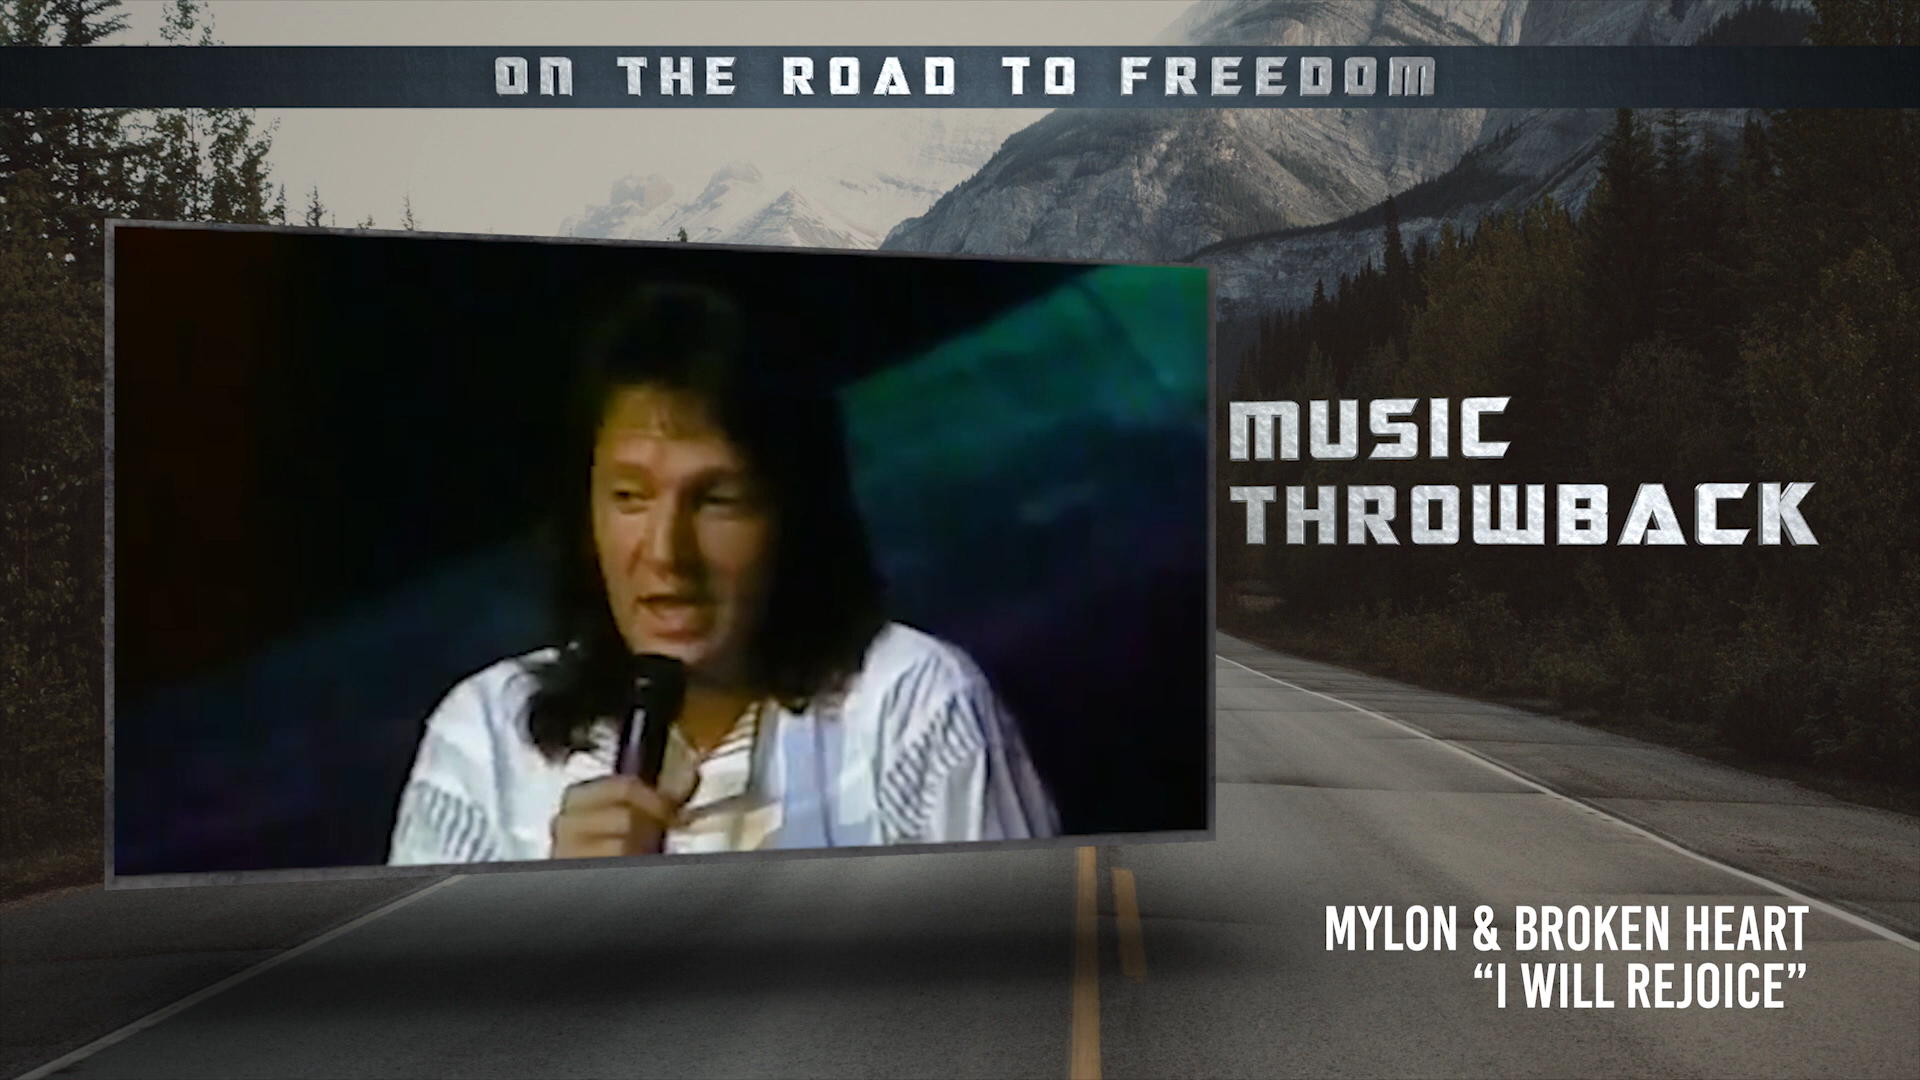 ON THE ROAD TO FREEDOM
MUSIC
THROWBACK
MYLON & BROKEN HEART
“I WILL REJOICE”